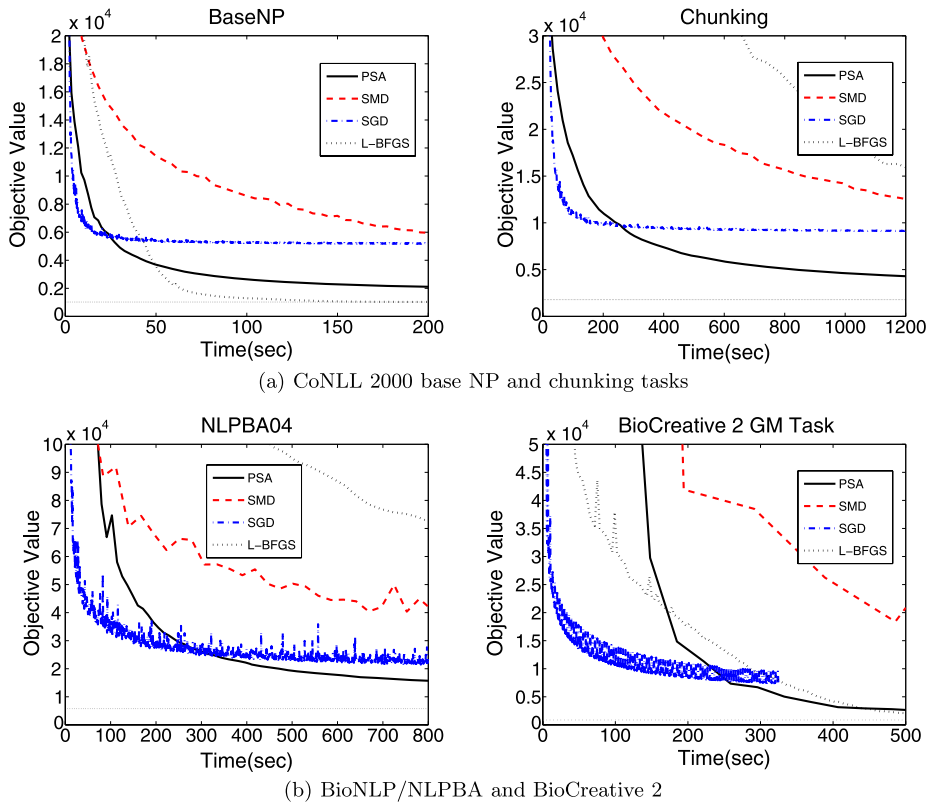 BaseNP
x 10^4
Objective Value
2
1.8
1.6
1.4
1.2
1
0.8
0.6
0.4
0.2
0
0 50 100 150 200
Time(sec)
PSA
SMD
SGD
L-BFGS
Chunking
x 10^4
Objective Value
3
2.5
2
1.5
1
0.5
0
0 200 400 600 800 1000 1200
Time(sec)
PSA
SMD
SGD
L-BFGS
(a) CoNLL 2000 base NP and chunking tasks
NLPBA04
x 10^4
Objective Value
10
9
8
7
6
5
4
3
2
1
0
0 100 200 300 400 500 600 700 800
Time(sec)
PSA
SMD
SGD
L-BFGS
BioCreative 2 GM Task
x 10^4
Objective Value
5
4.5
4
3.5
3
2.5
2
1.5
1
0.5
0
0 100 200 300 400 500
Time(sec)
PSA
SMD
SGD
L-BFGS
(b) BioNLP/NLPBA and BioCreative 2